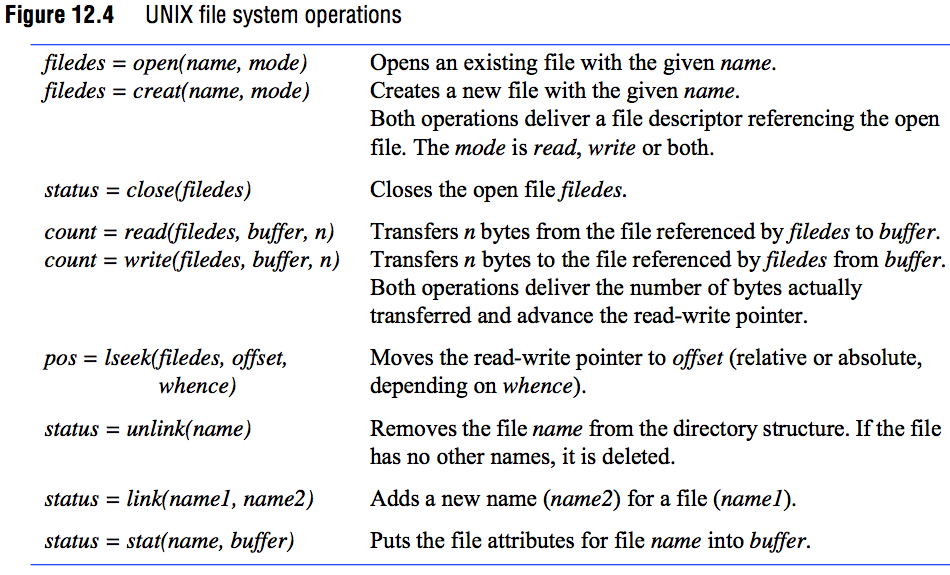 Figure 12.4 UNIX file system operations
filedes = open(name, mode) Opens an existing file with the given name.
filedes = creat(name, mode) Creates a new file with the given name.
Both operations deliver a file descriptor referencing the open
file. The mode is read, write or both.
status = close(filedes) Closes the open file filedes.
count = read(filedes, buffer, n) Transfers n bytes from the file referenced by filedes to buffer.
count = write(filedes, buffer, n) Transfers n bytes to the file referenced by filedes from buffer.
Both operations deliver the number of bytes actually
transferred and advance the read-write pointer.
pos = lseek(filedes, offset, Moves the read-write pointer to offset (relative or absolute,
whence) depending on whence).
status = unlink(name) Removes the file name from the directory structure. If the file
has no other names, it is deleted.
status = link(name1, name2) Adds a new name (name2) for a file (name1).
status = stat(name, buffer) Puts the file attributes for file name into buffer.